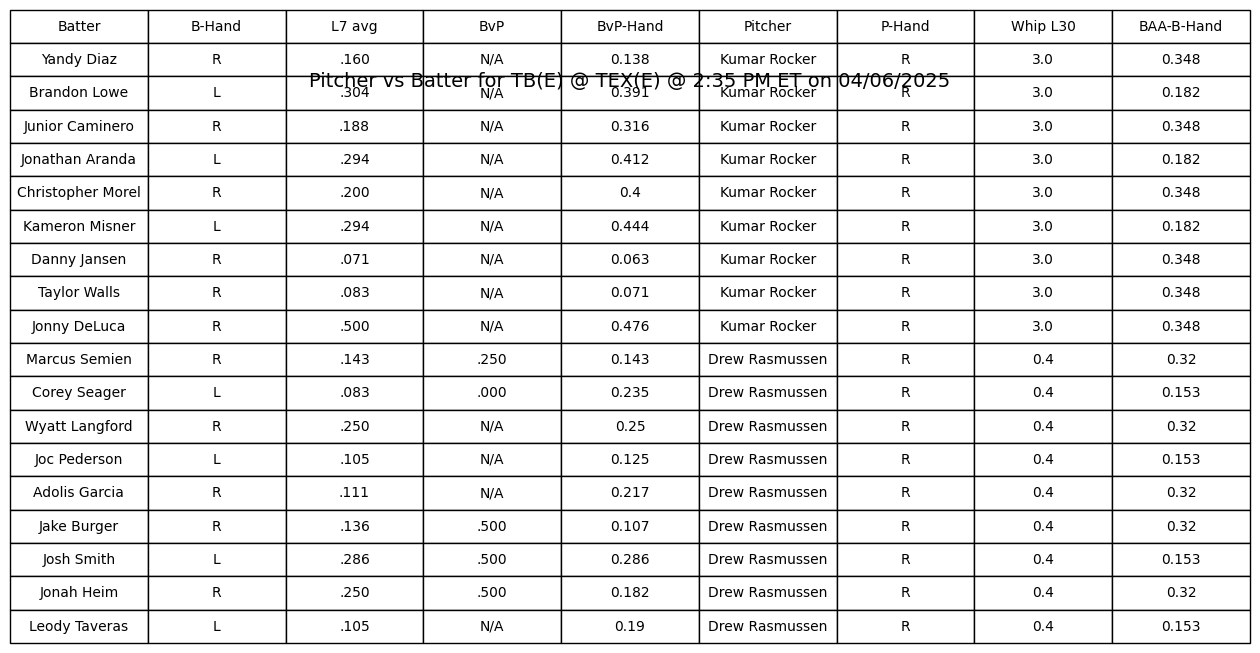 Batter B-Hand L7 avg BvP BvP-Hand Pitcher P-Hand Whip L30 BAA-B-Hand
Yandy Diaz R .160 N/A 0.138 Kumar Rocker R 3.0 0.348
Pitcher vs Batter for TB(E) @ TEX(E) @ 2:35 PM ET on 04/06/2025
Brandon Lowe L .304 N/A 0.391 Kumar Rocker R 3.0 0.182
Junior Caminero R .188 N/A 0.316 Kumar Rocker R 3.0 0.348
Jonathan Aranda L .294 N/A 0.412 Kumar Rocker R 3.0 0.182
Christopher Morel R .200 N/A 0.4 Kumar Rocker R 3.0 0.348
Kameron Misner L .294 N/A 0.444 Kumar Rocker R 3.0 0.182
Danny Jansen R .071 N/A 0.063 Kumar Rocker R 3.0 0.348
Taylor Walls R .083 N/A 0.071 Kumar Rocker R 3.0 0.348
Jonny DeLuca R .500 N/A 0.476 Kumar Rocker R 3.0 0.348
Marcus Semien R .143 .250 0.143 Drew Rasmussen R 0.4 0.32
Corey Seager L .083 .000 0.235 Drew Rasmussen R 0.4 0.153
Wyatt Langford R .250 N/A 0.25 Drew Rasmussen R 0.4 0.32
Joc Pederson L .105 N/A 0.125 Drew Rasmussen R 0.4 0.153
Adolis Garcia R .111 N/A 0.217 Drew Rasmussen R 0.4 0.32
Jake Burger R .136 .500 0.107 Drew Rasmussen R 0.4 0.32
Josh Smith L .286 .500 0.286 Drew Rasmussen R 0.4 0.153
Jonah Heim R .250 .500 0.182 Drew Rasmussen R 0.4 0.32
Leody Taveras L .105 N/A 0.19 Drew Rasmussen R 0.4 0.153